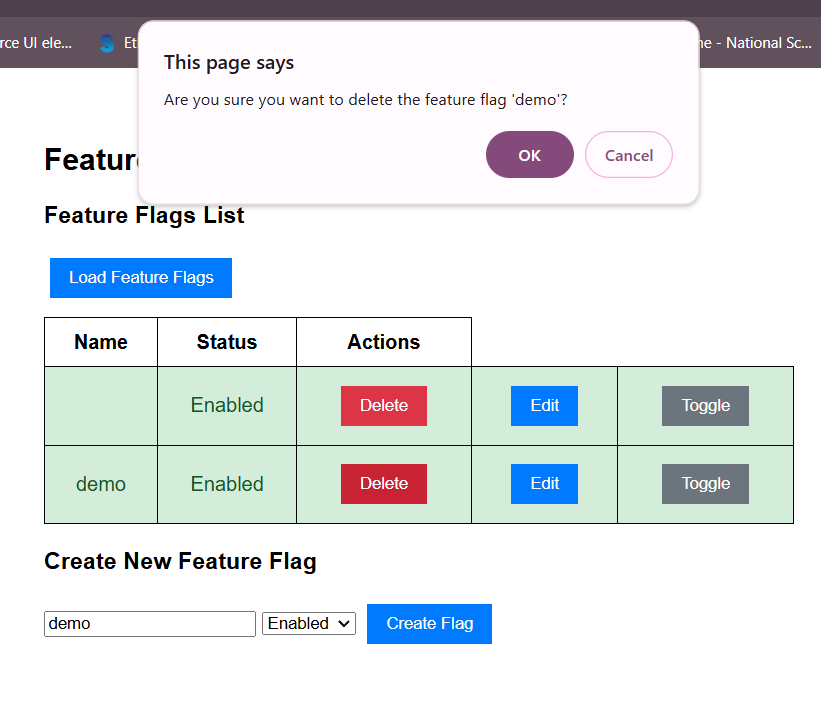 rce UI ele...
Et
ne - National Sc...
This page says
Are you sure you want to delete the feature flag 'demo'?
OK Cancel
Feature
Feature Flags List
Load Feature Flags
Name Status Actions
Enabled Delete Edit Toggle
demo Enabled Delete Edit Toggle
Create New Feature Flag
demo Enabled Create Flag